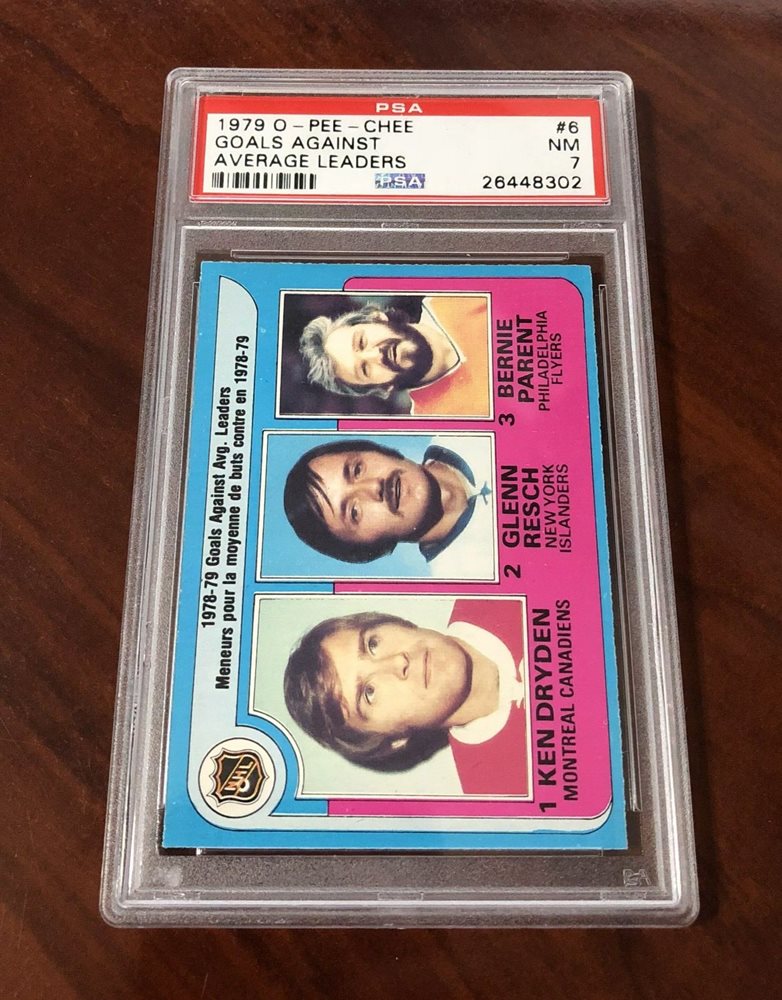 PSA
1979 O-PEE-CHEE #6
GOALS AGAINST NM
AVERAGE LEADERS 7
PSA 26448302
1978-79 Goals Against Avg. Leaders
Meneurs pour la moyenne de buts contre en 1978-79
NHL
1 KEN DRYDEN
MONTREAL CANADIENS
2 GLENN
RESCH
NEW YORK
ISLANDERS
3 BERNIE
PARENT
PHILADELPHIA
FLYERS